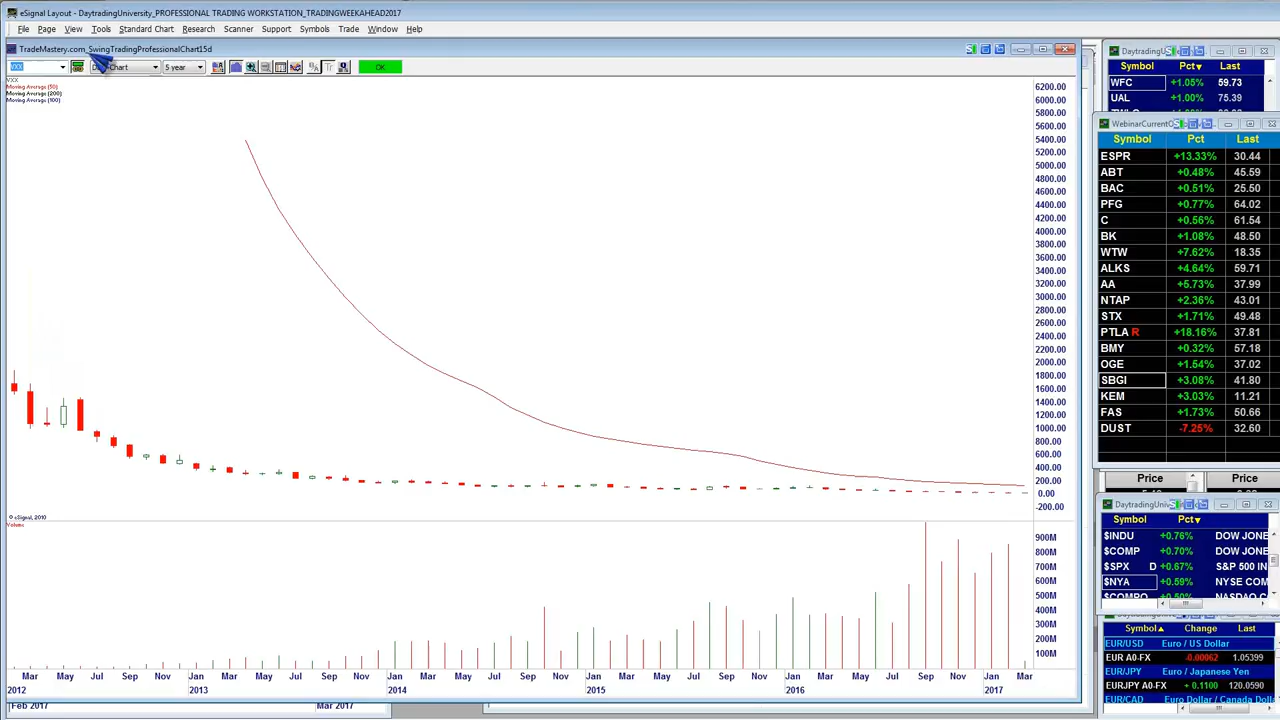 eSignal Layout - DaytradingUniversity_PROFESSIONAL TRADING WORKSTATION_TRADINGWEEKAHEAD2017
File Page View Tools Standard Chart Research Scanner Support Symbols Trade Window Help
TradeMastery.com_SwingTradingProfessionalChart15d
VXX 5 year OK
VXX
Moving Average (50)
Moving Average (200)
Moving Average (100)
6200.00
6000.00
5800.00
5600.00
5400.00
5200.00
5000.00
4800.00
4600.00
4400.00
4200.00
4000.00
3800.00
3600.00
3400.00
3200.00
3000.00
2800.00
2600.00
2400.00
2200.00
2000.00
1800.00
1600.00
1400.00
1200.00
1000.00
800.00
600.00
400.00
200.00
0.00
-200.00
© eSignal, 2010
Volume
900M
800M
700M
600M
500M
400M
300M
200M
100M
Mar May Jul Sep Nov Jan Mar May Jul Sep Nov Jan Mar May Jul Sep Nov Jan Mar May Jul Sep Nov Jan Mar May Jul Sep Nov Jan Mar
2012 2013 2014 2015 2016 2017
Feb 2017 Mar 2017
Symbol Pct Last
WFC +1.05% 59.73
UAL +1.00% 75.39
WebinarCurrentO
Symbol Pct Last
ESPR +13.33% 30.44
ABT +0.48% 45.59
BAC +0.51% 25.50
PFG +0.77% 64.02
C +0.56% 61.54
BK +1.08% 48.50
WTW +7.62% 18.35
ALKS +4.64% 59.71
AA +5.73% 37.99
NTAP +2.36% 43.01
STX +1.71% 49.48
PTLA R +18.16% 37.81
BMY +0.32% 57.18
OGE +1.54% 37.02
SBGI +3.08% 41.80
KEM +3.03% 11.21
FAS +1.73% 50.66
DUST -7.25% 32.60
Price Price
DaytradingUni
Symbol Pct
$INDU +0.76% DOW JONE
$COMP +0.70% DOW JONE
$SPX D +0.67% S&P 500 IN
$NYA +0.59% NYSE COM
$COMPQ +0.50% NASDAQ C
Symbol Change Last
EUR/USD Euro / US Dollar
EUR A0-FX -0.00062 1.05399
EUR/JPY Euro / Japanese Yen
EURJPY A0-FX +0.1100 120.0590
EUR/CAD Euro / Canadian Dolla